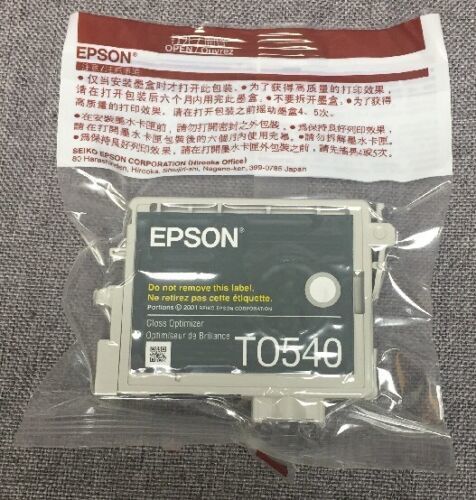 OPEN / Ouvrez
EPSON®
• 仅当安装墨盒时才打开此包装。• 为了获得高质量的打印效果，
请在打开包装后六个月内用完此墨盒。• 不要拆开墨盒。• 为了获得
高质量的打印效果，请在打开包装之前摇动墨盒4、5次。
• 在安裝墨水卡匣前，請勿打開密封之外包裝。• 為保持良好列印效果，
請在打開墨水卡匣包裝後的六個月內使用完畢。• 請勿拆解墨水卡匣。
• 為保持良好列印效果，請在打開墨水卡匣外包裝之前，請先搖晃4或5次。
SEIKO EPSON CORPORATION (Hirooka Office)
80 Harashinden, Hirooka, Shiojiri-shi, Nagano-ken, 399-0785 Japan
EPSON®
Do not remove this label.
Ne retirez pas cette étiquette.
Portions © 2001 SEIKO EPSON CORPORATION
Gloss Optimizer
Optimiseur de Brillance
T0540